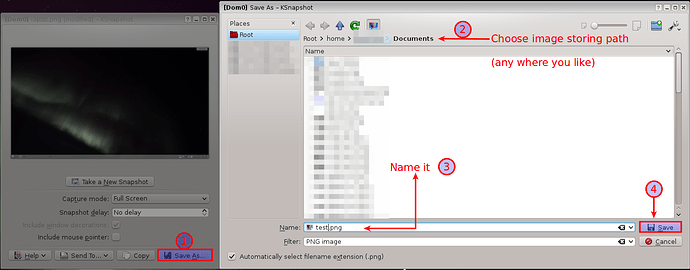 [Dom0] Save As – KSnapshot
Places
Root
Root > home > Documents
2
Choose image storing path
(any where you like)
Name
Take a New Snapshot
Capture mode: Full Screen
Snapshot delay: No delay
Include window decorations:
Include mouse pointer:
1
Help
Send To...
Copy
Save As...
Name it
3
4
Name: test.png
Save
Filter: PNG image
Cancel
Automatically select filename extension (.png)